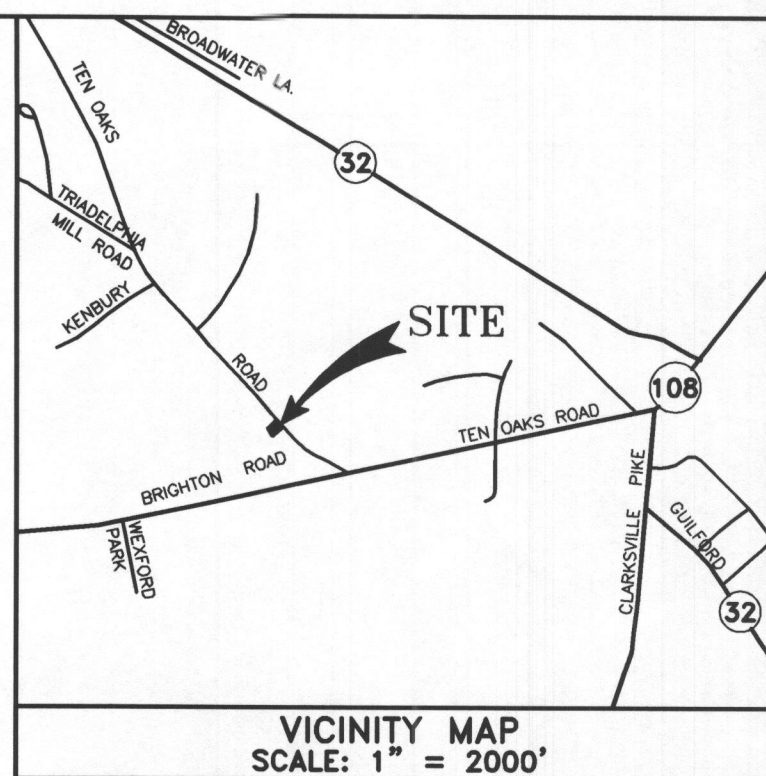 BROADWATER LA.
TEN OAKS
32
TRIADELPHIA
MILL ROAD
KENBURY
ROAD
SITE
108
TEN OAKS ROAD
BRIGHTON ROAD
WEXFORD
PARK
CLARKSVILLE PIKE
GUILFORD
32
VICINITY MAP
SCALE: 1" = 2000'